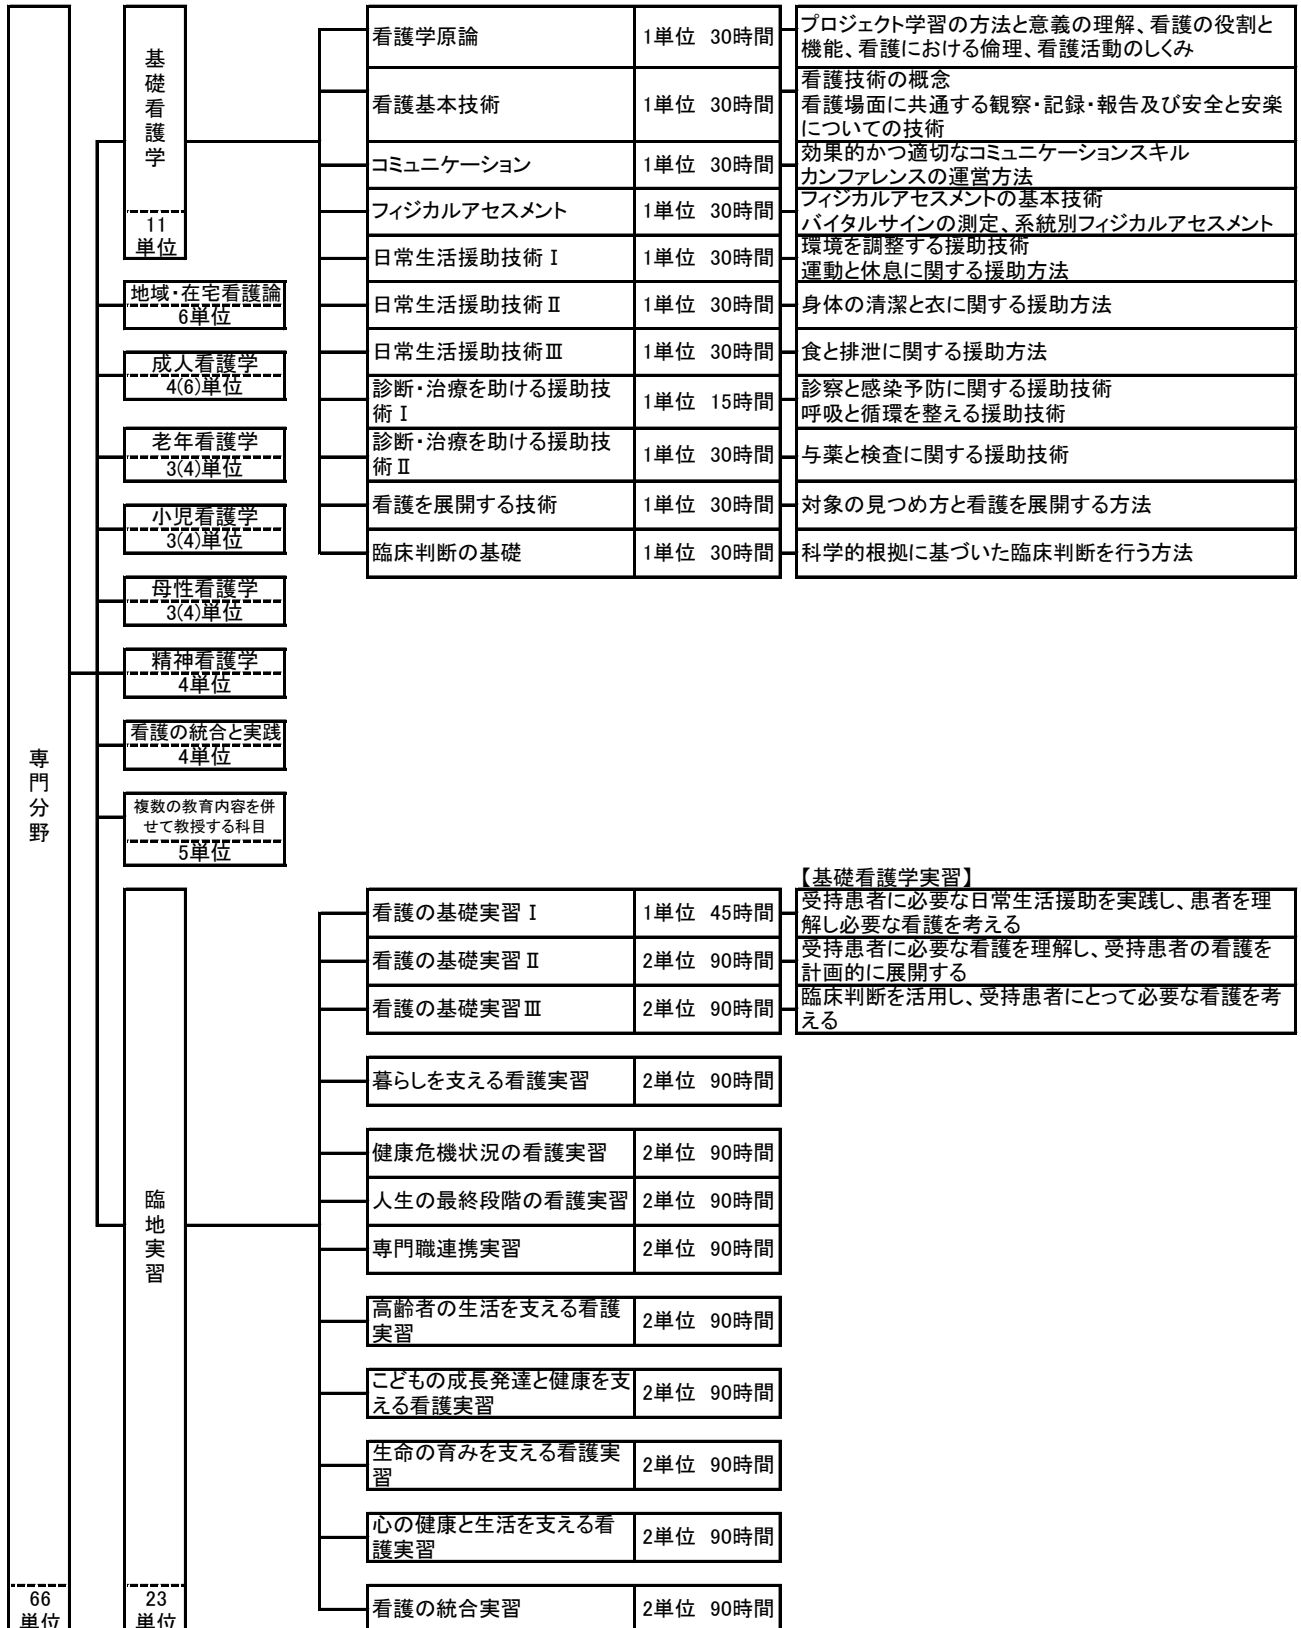 専門分野
66
単位
基礎看護学
11
単位
看護学原論 1単位 30時間
プロジェクト学習の方法と意義の理解、看護の役割と
機能、看護における倫理、看護活動のしくみ
看護基本技術 1単位 30時間
看護技術の概念
看護場面に共通する観察・記録・報告及び安全と安楽
についての技術
コミュニケーション 1単位 30時間
効果的かつ適切なコミュニケーションスキル
カンファレンスの運営方法
フィジカルアセスメント 1単位 30時間
フィジカルアセスメントの基本技術
バイタルサインの測定、系統別フィジカルアセスメント
日常生活援助技術Ⅰ 1単位 30時間
環境を調整する援助技術
運動と休息に関する援助方法
日常生活援助技術Ⅱ 1単位 30時間
身体の清潔と衣に関する援助方法
日常生活援助技術Ⅲ 1単位 30時間
食と排泄に関する援助方法
診断・治療を助ける援助技
術Ⅰ
1単位 15時間
診察と感染予防に関する援助技術
呼吸と循環を整える援助技術
診断・治療を助ける援助技
術Ⅱ
1単位 30時間
与薬と検査に関する援助技術
看護を展開する技術 1単位 30時間
対象の見つめ方と看護を展開する方法
臨床判断の基礎 1単位 30時間
科学的根拠に基づいた臨床判断を行う方法
地域・在宅看護論
6単位
成人看護学
4(6)単位
老年看護学
3(4)単位
小児看護学
3(4)単位
母性看護学
3(4)単位
精神看護学
4単位
看護の統合と実践
4単位
複数の教育内容を併
せて教授する科目
5単位
臨地実習
23
単位
【基礎看護学実習】
看護の基礎実習Ⅰ 1単位 45時間
受持患者に必要な日常生活援助を実践し、患者を理
解し必要な看護を考える
看護の基礎実習Ⅱ 2単位 90時間
受持患者に必要な看護を理解し、受持患者の看護を
計画的に展開する
看護の基礎実習Ⅲ 2単位 90時間
臨床判断を活用し、受持患者にとって必要な看護を考
える
暮らしを支える看護実習 2単位 90時間
健康危機状況の看護実習 2単位 90時間
人生の最終段階の看護実習 2単位 90時間
専門職連携実習 2単位 90時間
高齢者の生活を支える看護
実習
2単位 90時間
こどもの成長発達と健康を支
える看護実習
2単位 90時間
生命の育みを支える看護実
習
2単位 90時間
心の健康と生活を支える看
護実習
2単位 90時間
看護の統合実習 2単位 90時間